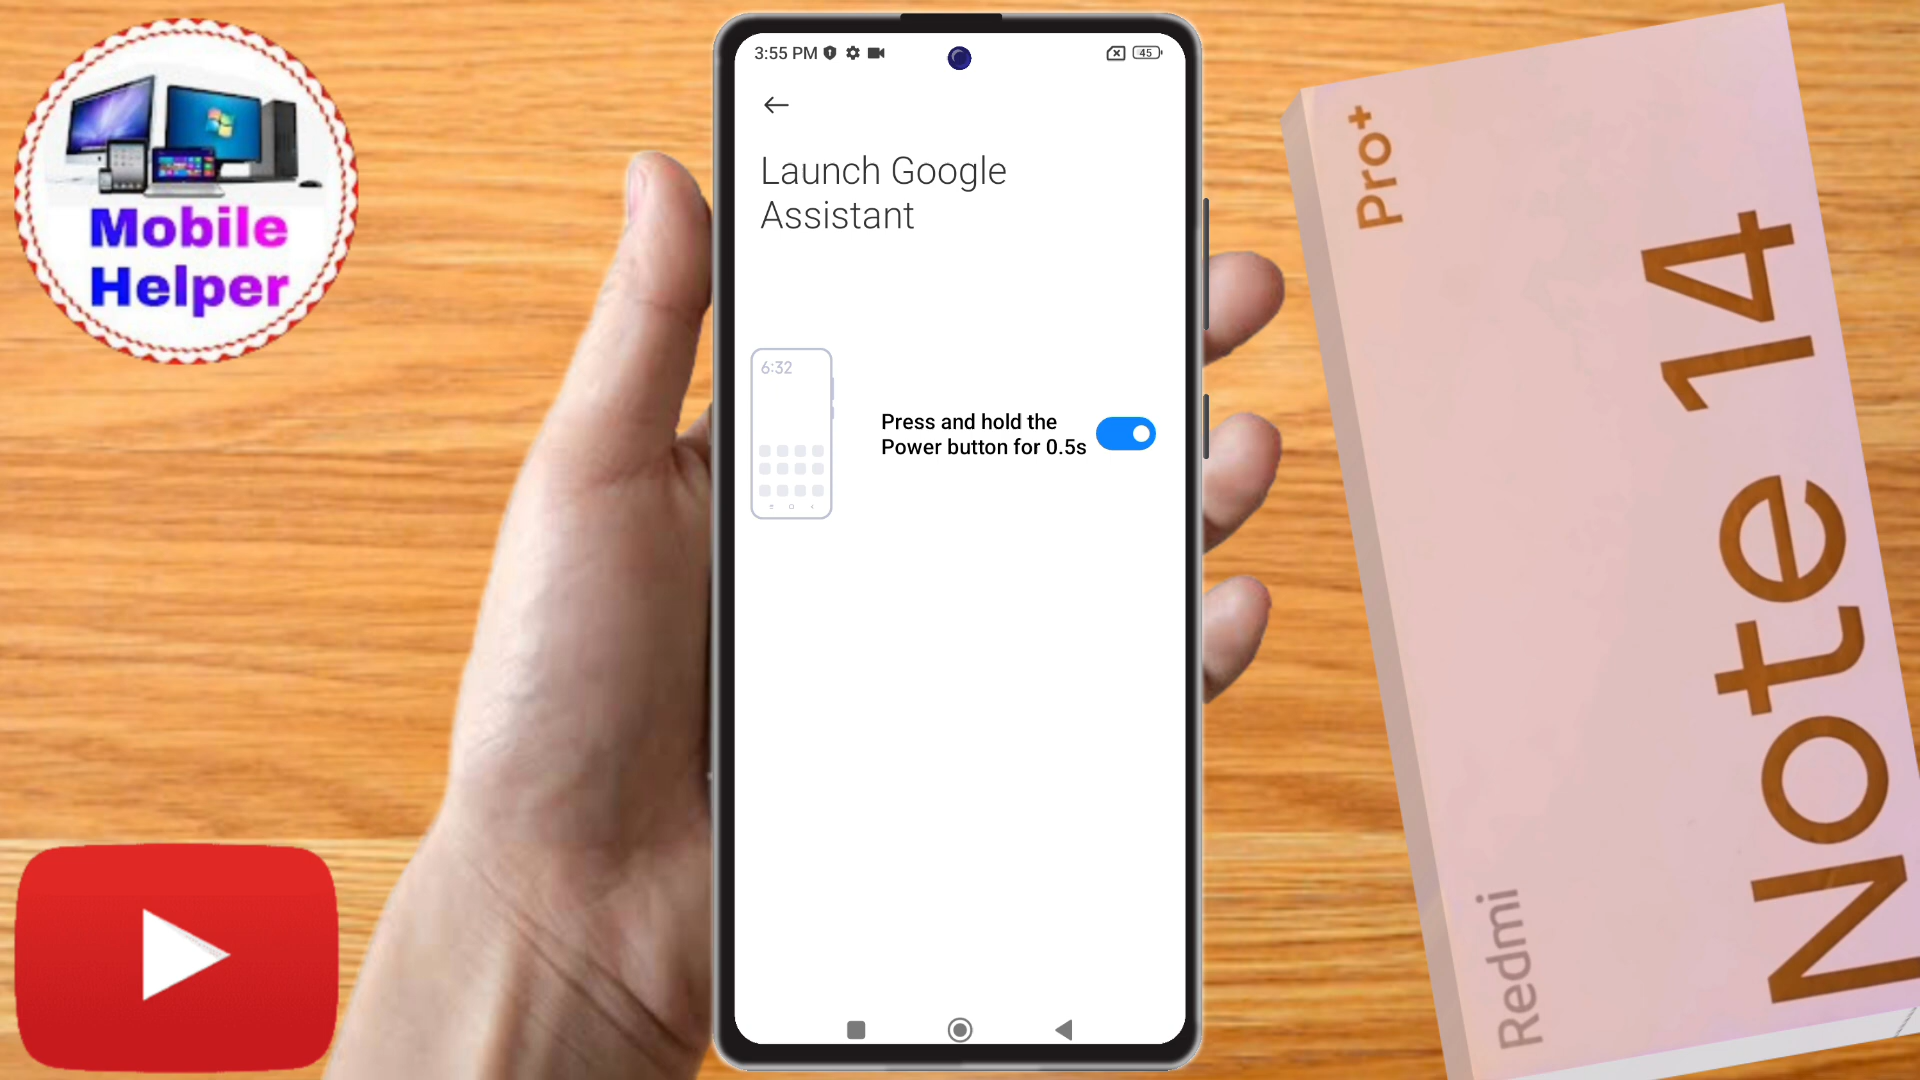 Mobile
Helper
3:55 PM
45
Launch Google
Assistant
6:32
Press and hold the
Power button for 0.5s
Redmi
Note 14
Pro+